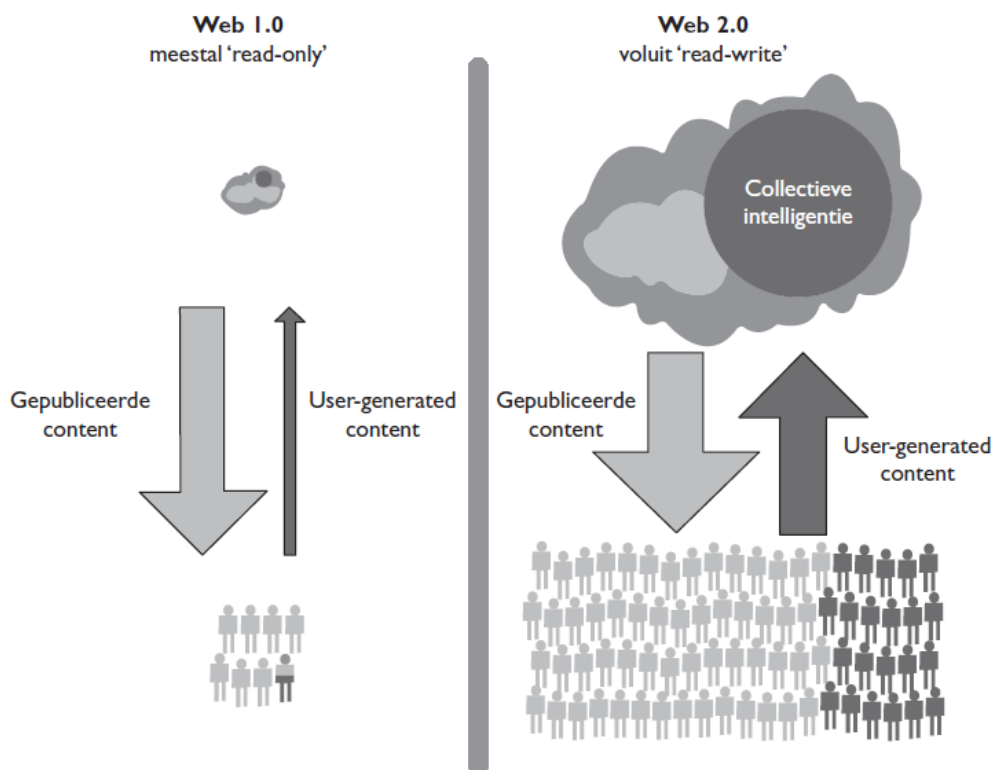 Web 1.0
meestal ‘read-only’
Gepubliceerde
content
User-generated
content
Web 2.0
voluit ‘read-write’
Collectieve
intelligentie
Gepubliceerde
content
User-generated
content